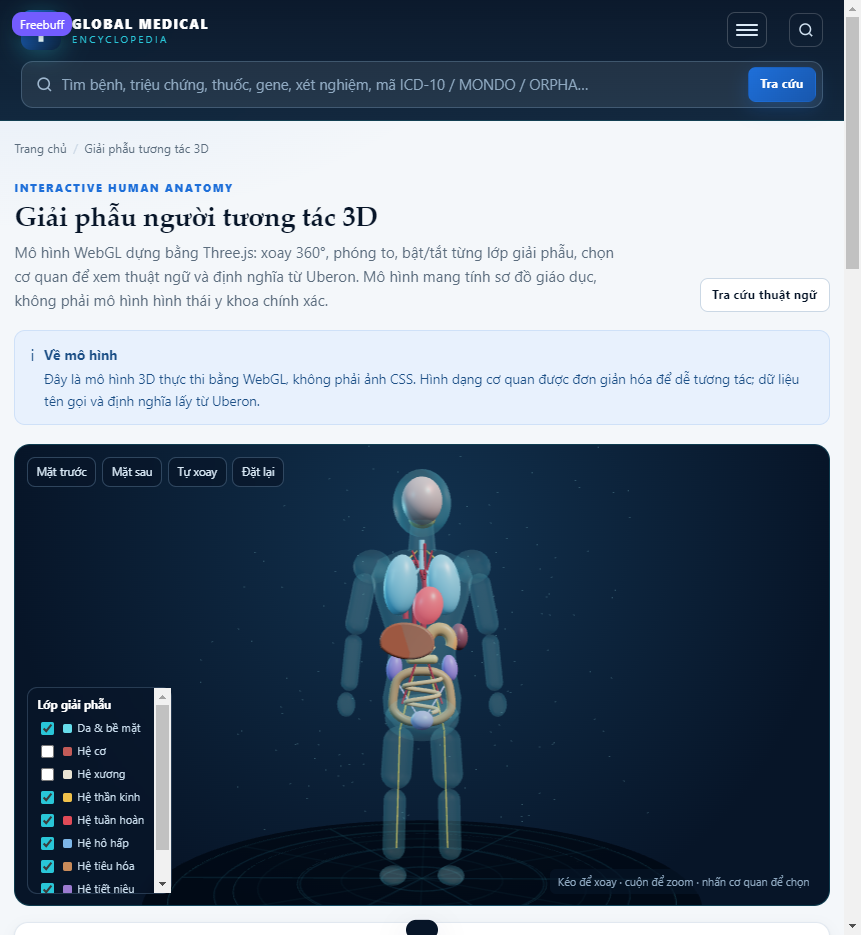 Freebuff
GLOBAL MEDICAL
ENCYCLOPEDIA
Tìm bệnh, triệu chứng, thuốc, gene, xét nghiệm, mã ICD-10 / MONDO / ORPHA...
Tra cứu
Trang chủ / Giải phẫu tương tác 3D
INTERACTIVE HUMAN ANATOMY
Giải phẫu người tương tác 3D
Mô hình WebGL dựng bằng Three.js: xoay 360°, phóng to, bật/tắt từng lớp giải phẫu, chọn
cơ quan để xem thuật ngữ và định nghĩa từ Uberon. Mô hình mang tính sơ đồ giáo dục,
không phải mô hình hình thái y khoa chính xác.
Tra cứu thuật ngữ
i Về mô hình
Đây là mô hình 3D thực thi bằng WebGL, không phải ảnh CSS. Hình dạng cơ quan được đơn giản hóa để dễ tương tác; dữ liệu
tên gọi và định nghĩa lấy từ Uberon.
Mặt trước Mặt sau Tự xoay Đặt lại
Lớp giải phẫu
Da & bề mặt
Hệ cơ
Hệ xương
Hệ thần kinh
Hệ tuần hoàn
Hệ hô hấp
Hệ tiêu hóa
Hệ tiết niệu
Kéo để xoay · cuộn để zoom · nhấn cơ quan để chọn